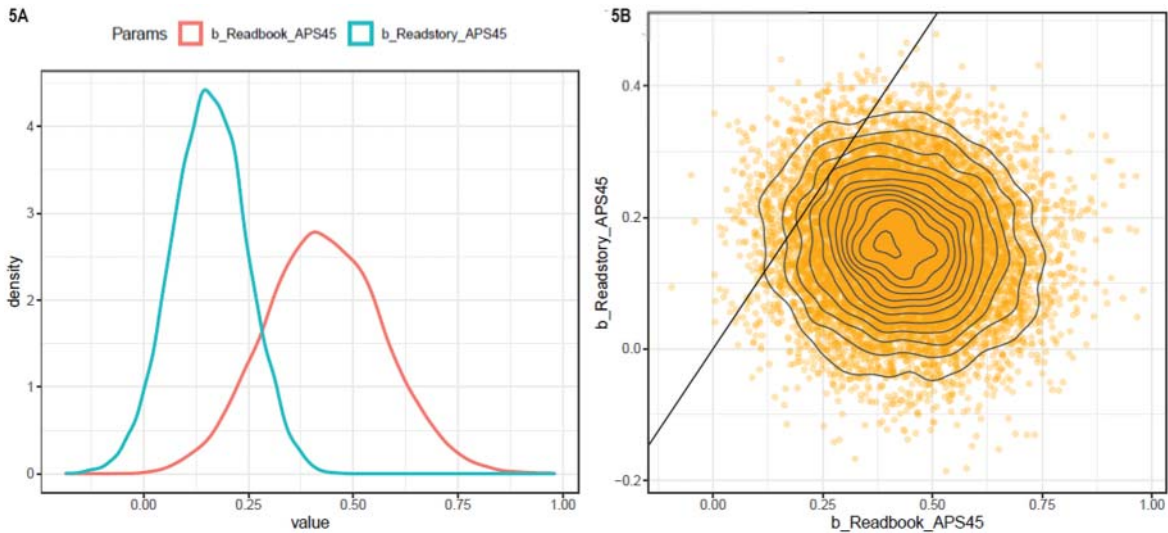 5A
Params b_Readbook_APS45 b_Readstory_APS45
density
4
3
2
1
0
0.00 0.25 0.50 0.75 1.00
value
5B
b_Readstory_APS45
0.4
0.2
0.0
−0.2
0.00 0.25 0.50 0.75 1.00
b_Readbook_APS45